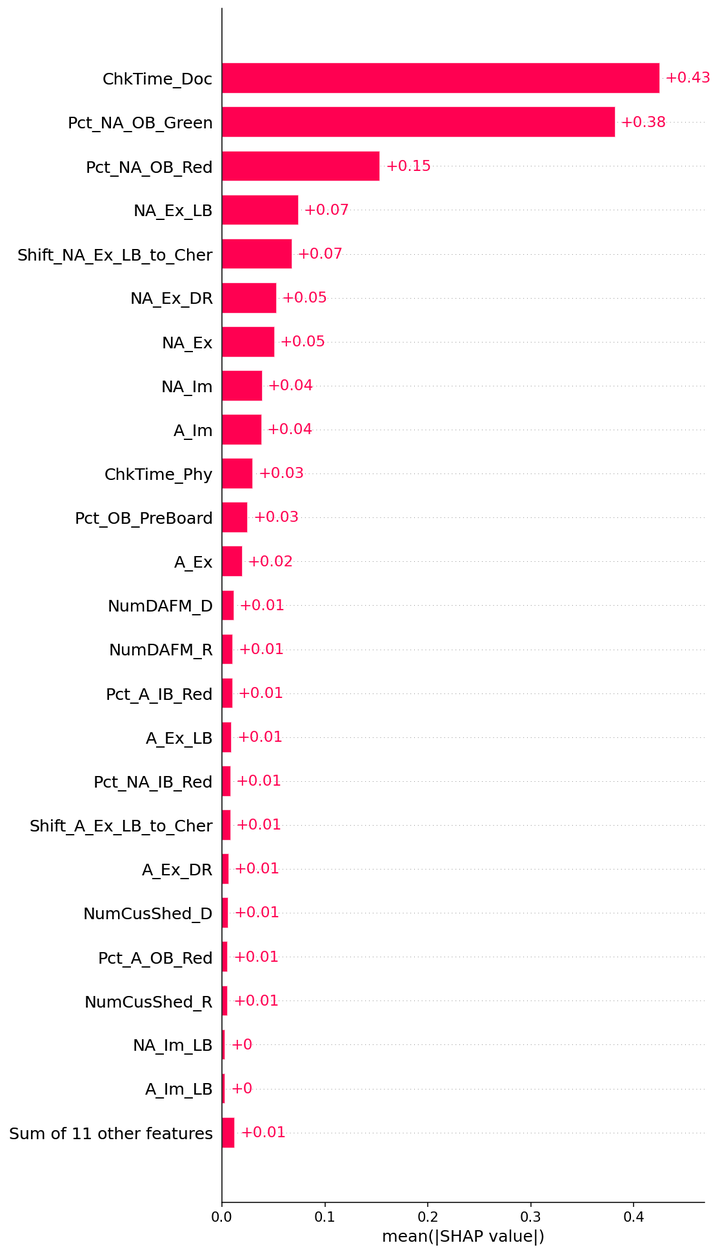 ChkTime_Doc +0.43
Pct_NA_OB_Green +0.38
Pct_NA_OB_Red +0.15
NA_Ex_LB +0.07
Shift_NA_Ex_LB_to_Cher +0.07
NA_Ex_DR +0.05
NA_Ex +0.05
NA_Im +0.04
A_Im +0.04
ChkTime_Phy +0.03
Pct_OB_PreBoard +0.03
A_Ex +0.02
NumDAFM_D +0.01
NumDAFM_R +0.01
Pct_A_IB_Red +0.01
A_Ex_LB +0.01
Pct_NA_IB_Red +0.01
Shift_A_Ex_LB_to_Cher +0.01
A_Ex_DR +0.01
NumCusShed_D +0.01
Pct_A_OB_Red +0.01
NumCusShed_R +0.01
NA_Im_LB +0
A_Im_LB +0
Sum of 11 other features +0.01
0.0 0.1 0.2 0.3 0.4
mean(|SHAP value|)